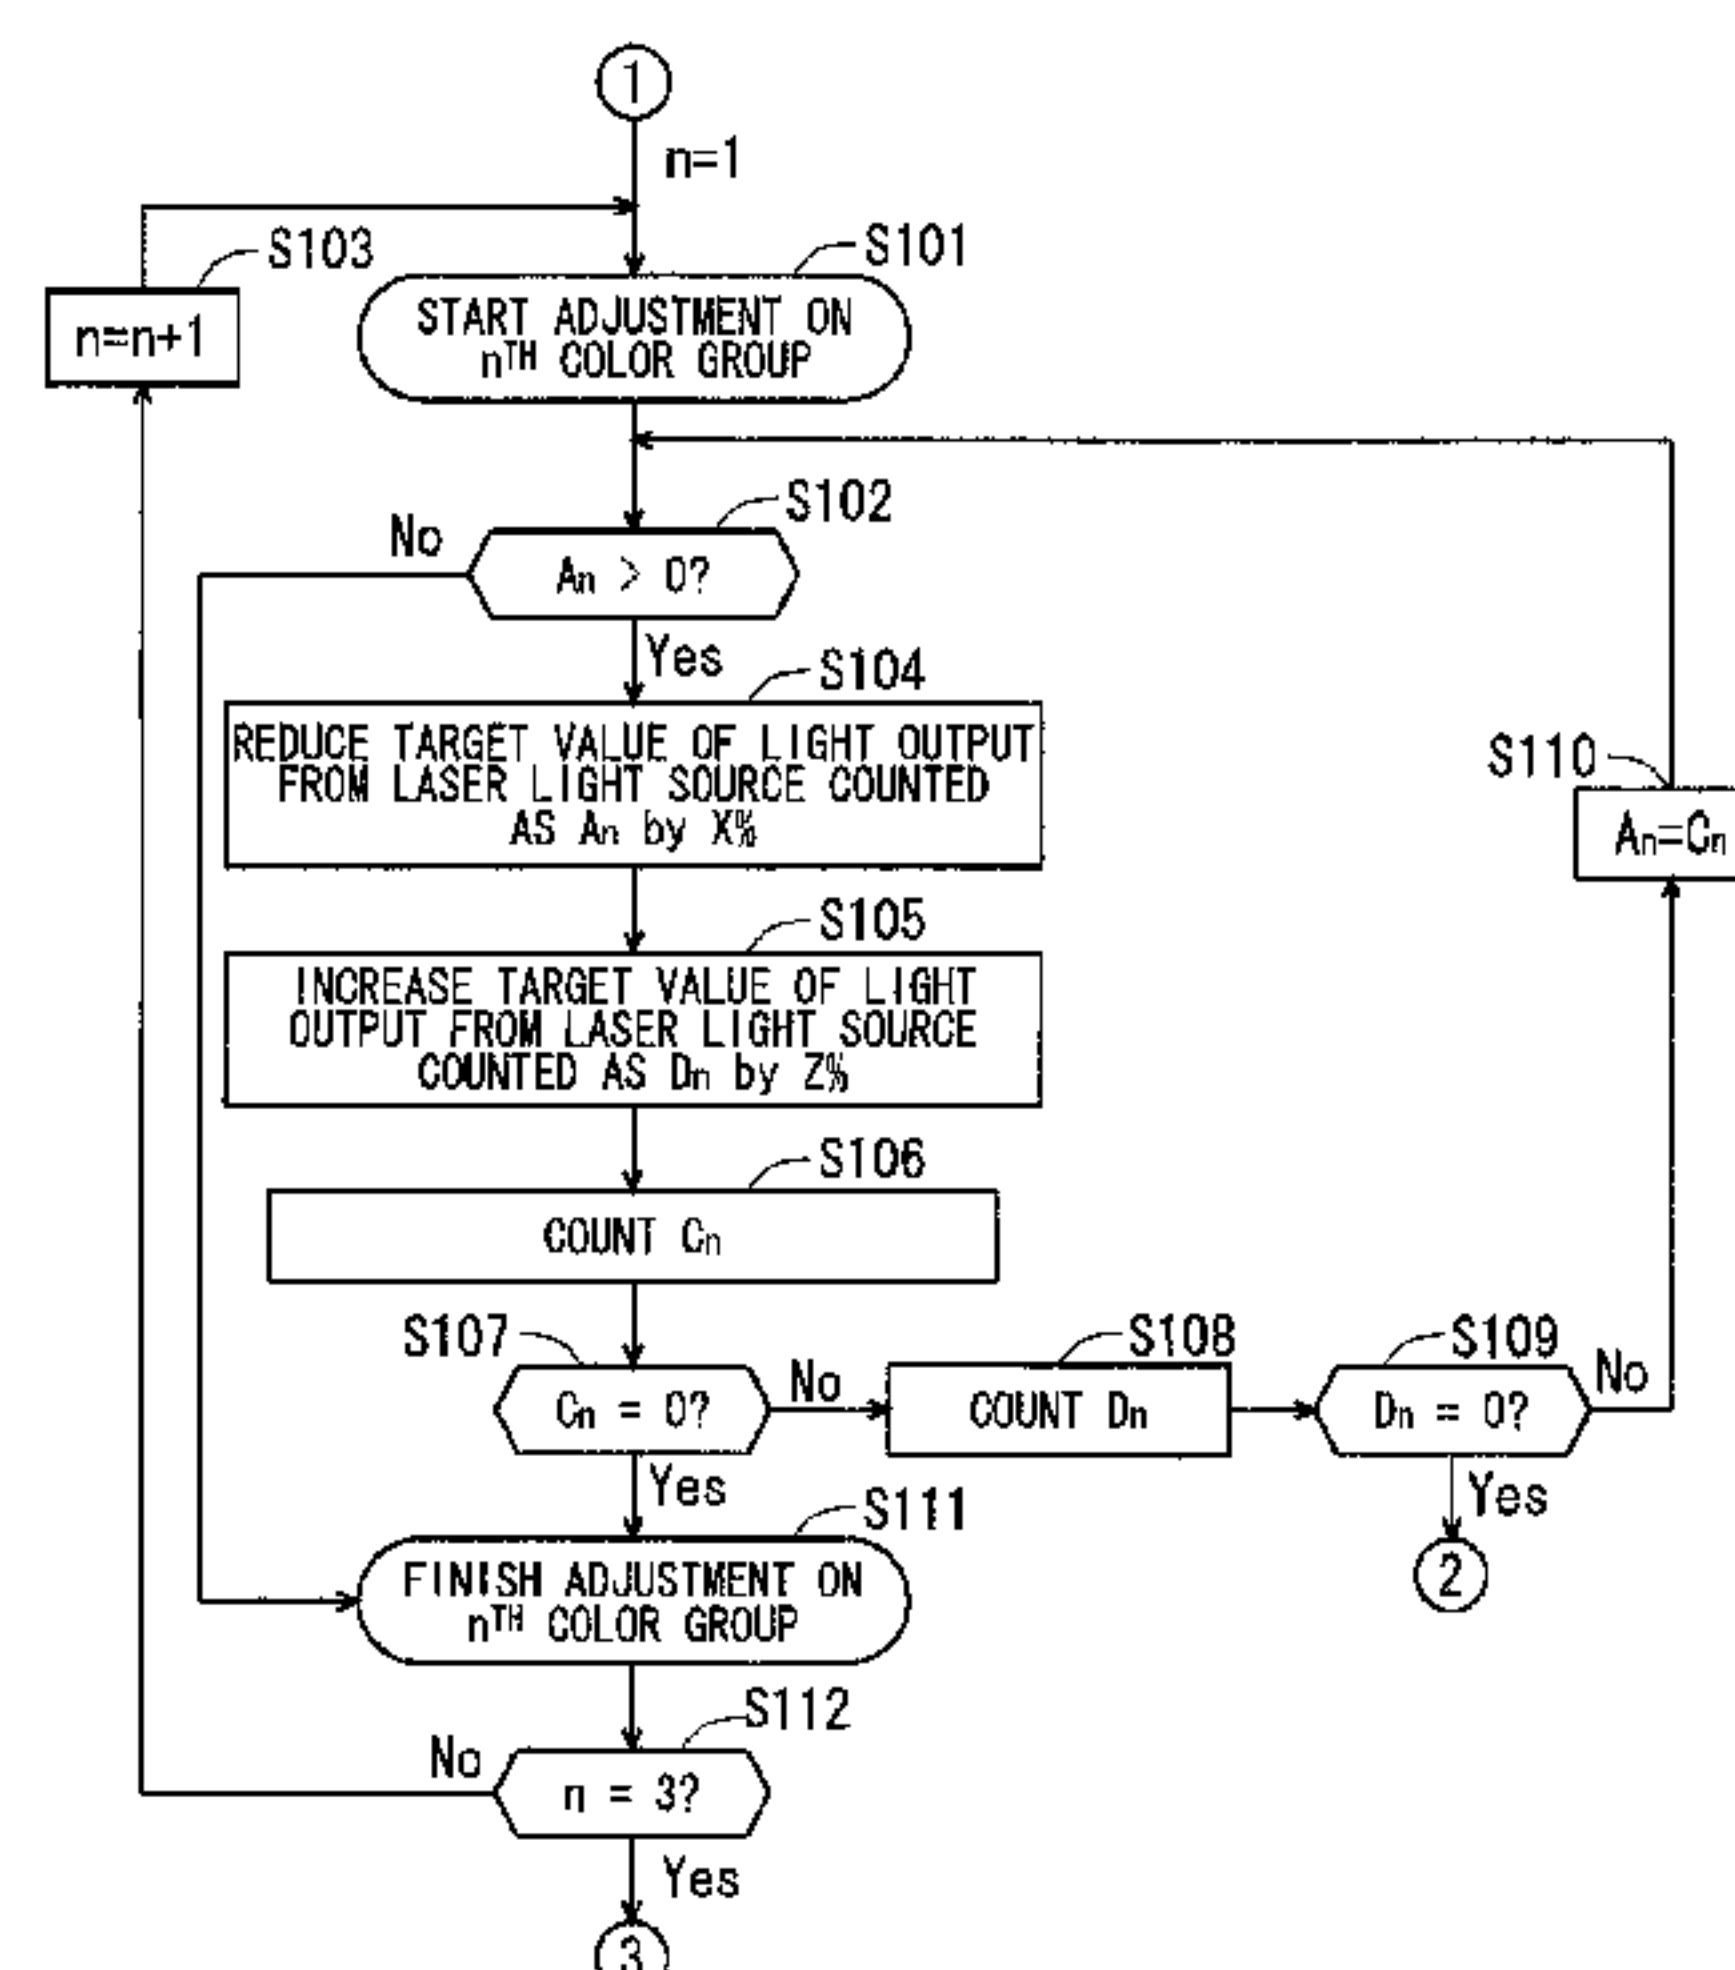 1
n=1
S103
S101
n=n+1
START ADJUSTMENT ON
nTH COLOR GROUP
S102
No
An > 0?
Yes
S104
REDUCE TARGET VALUE OF LIGHT OUTPUT
FROM LASER LIGHT SOURCE COUNTED
AS An by X%
S110
An=Cn
S105
INCREASE TARGET VALUE OF LIGHT
OUTPUT FROM LASER LIGHT SOURCE
COUNTED AS Dn by Z%
S106
COUNT Cn
S107
Cn = 0?
No
S108
COUNT Dn
S109
Dn = 0?
No
Yes
Yes
2
S111
FINISH ADJUSTMENT ON
nTH COLOR GROUP
S112
No
n = 3?
Yes
3